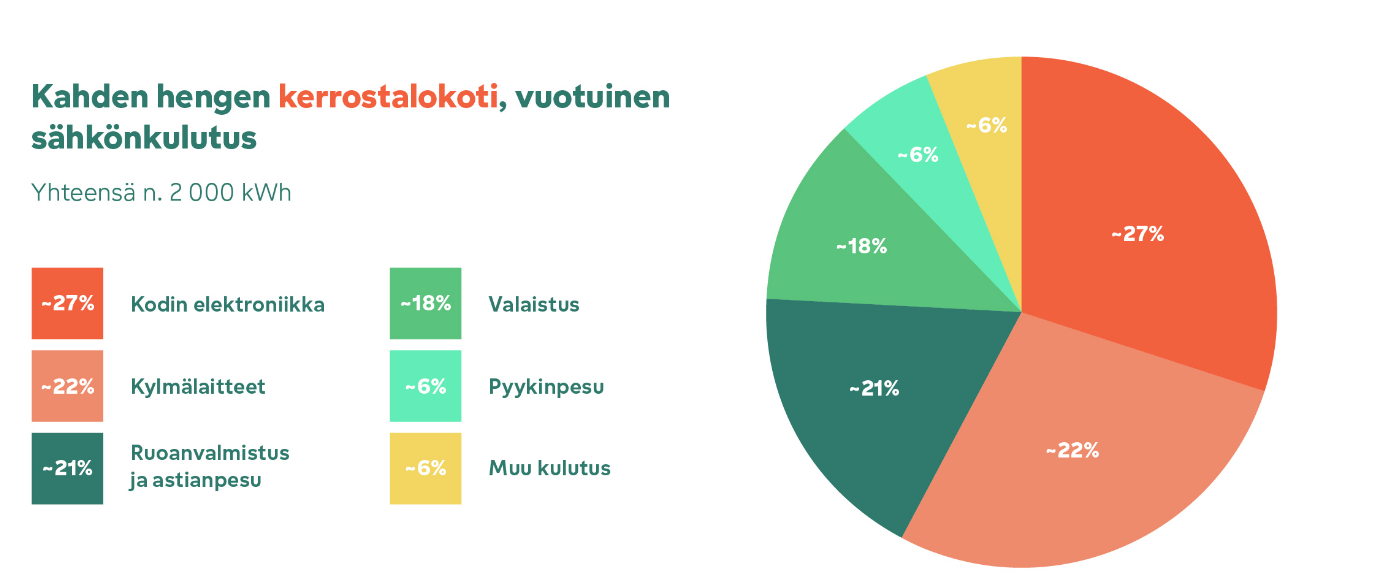 Kahden hengen kerrostalokoti, vuotuinen
sähkönkulutus
Yhteensä n. 2 000 kWh
~27% Kodin elektroniikka
~22% Kylmälaitteet
~21% Ruoanvalmistus
ja astianpesu
~18% Valaistus
~6% Pyykinpesu
~6% Muu kulutus
~27%
~22%
~21%
~18%
~6%
~6%